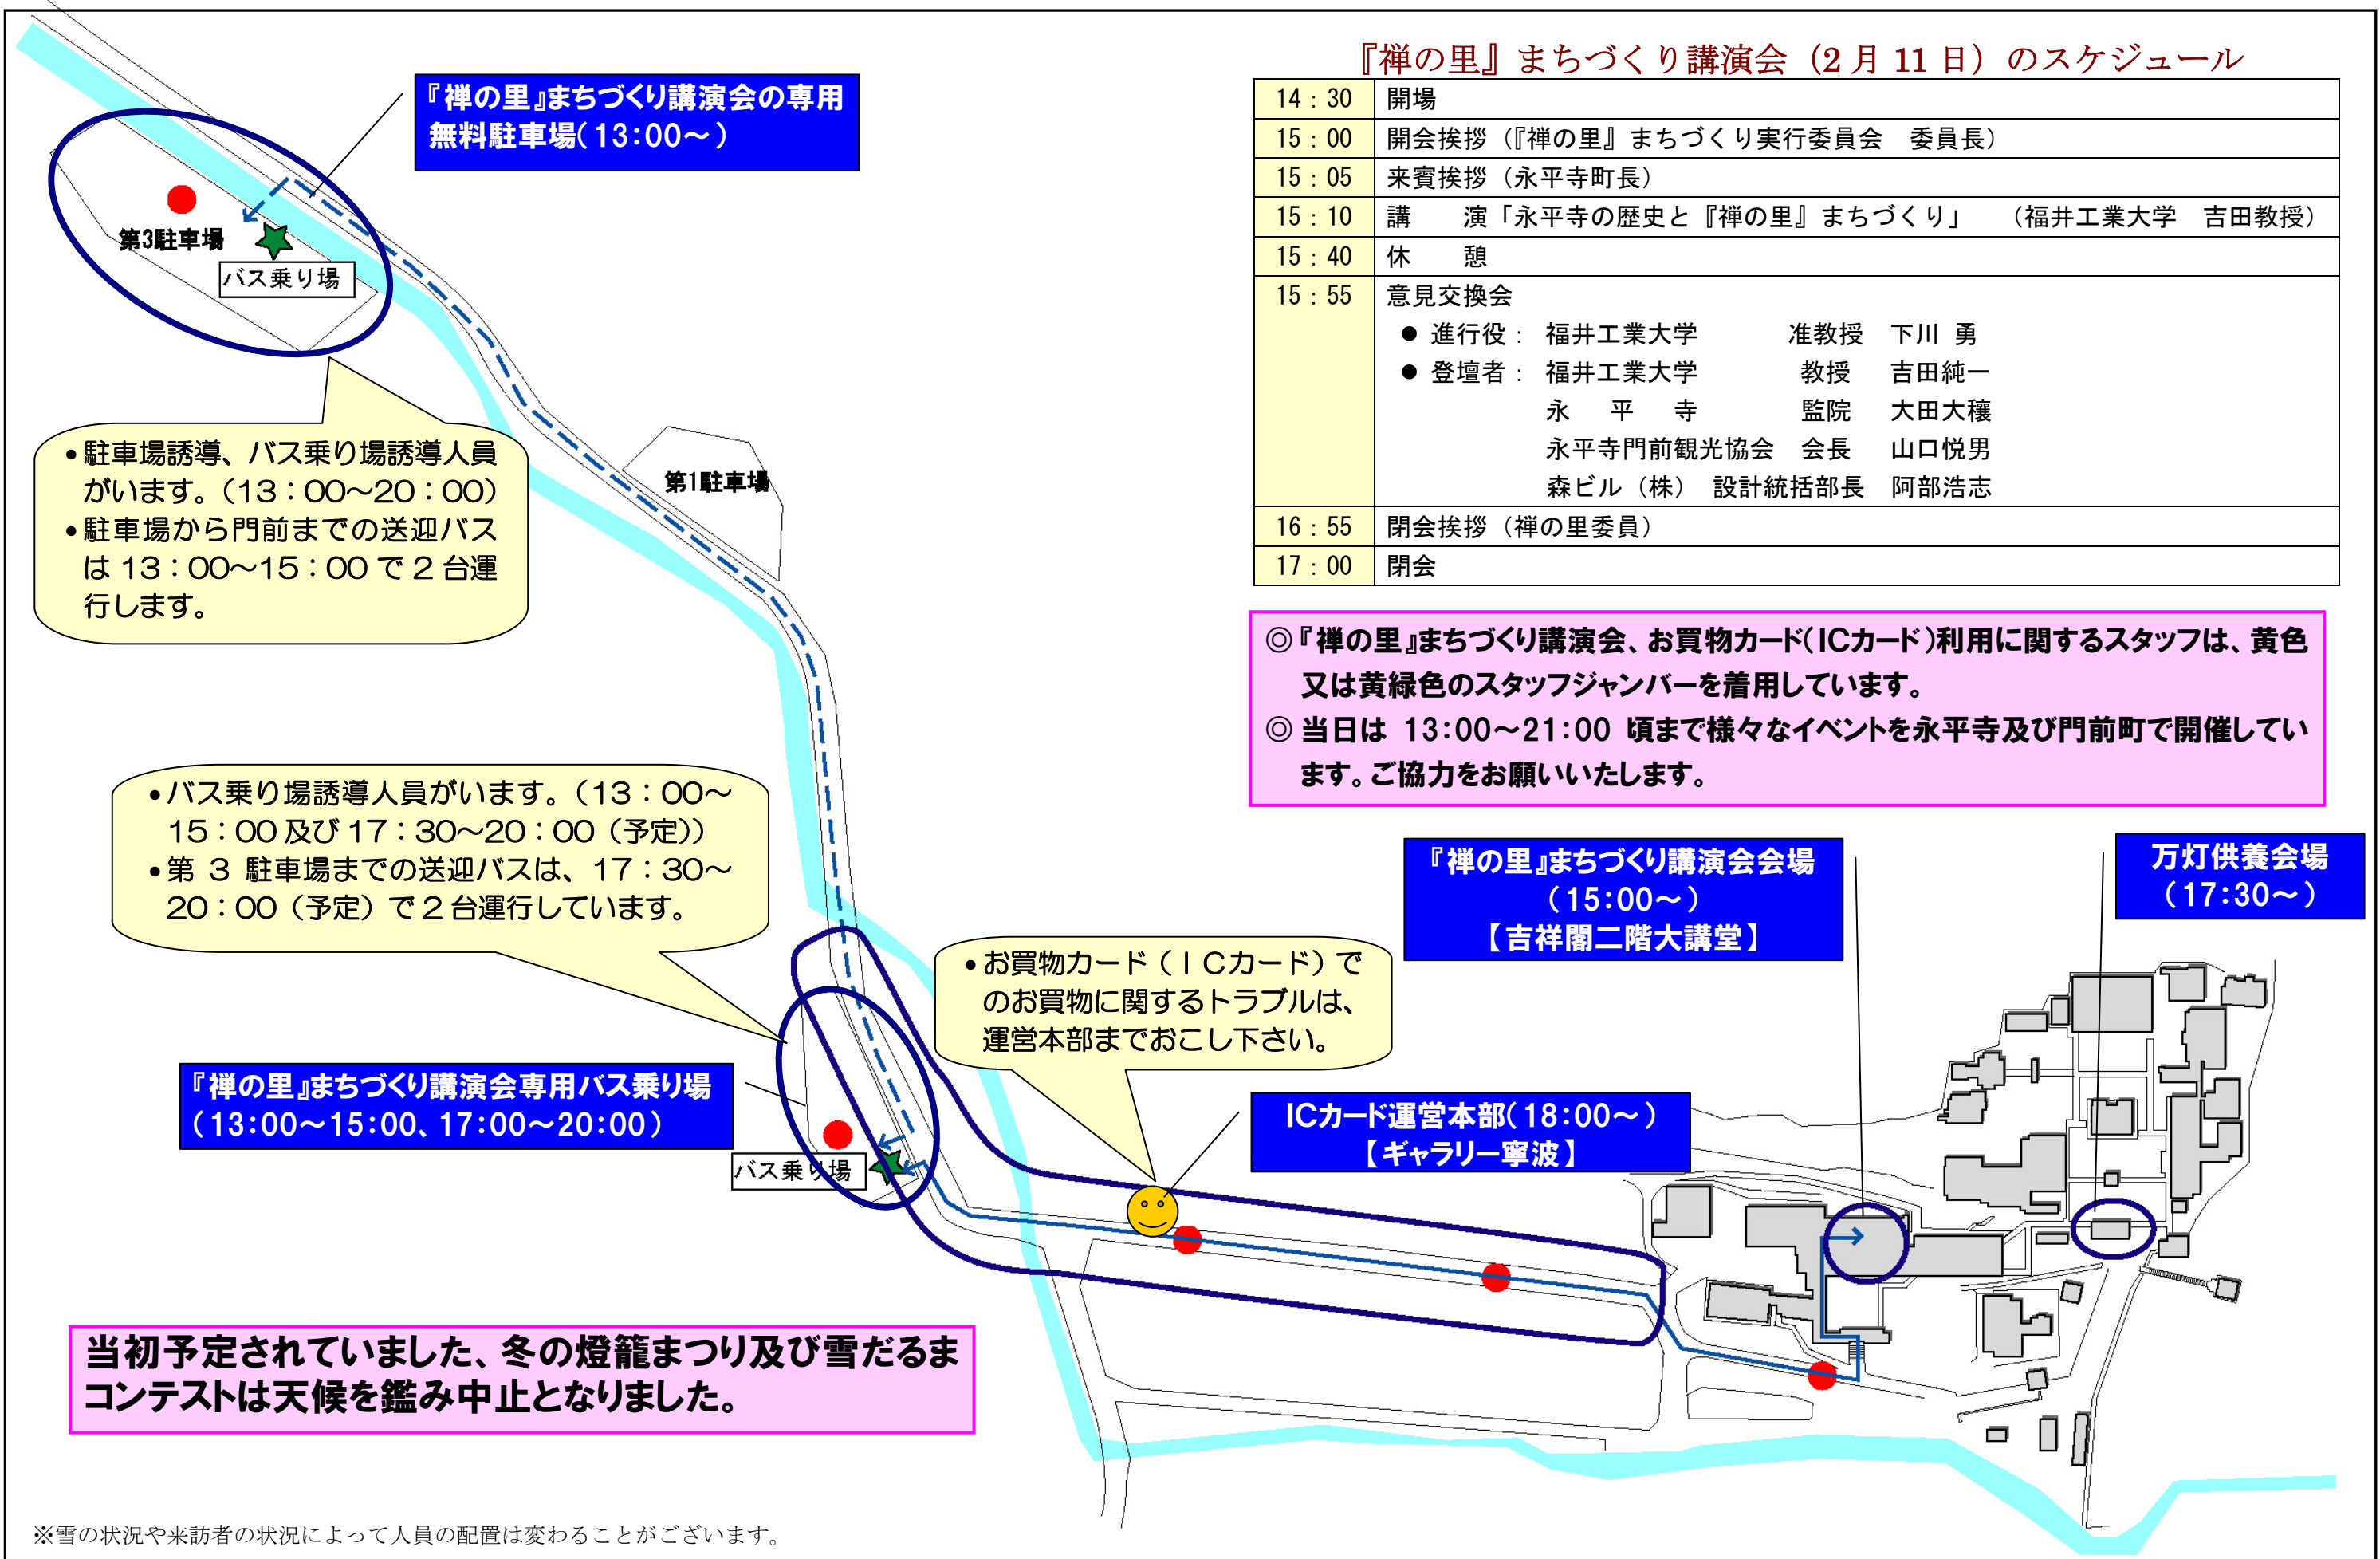 『禅の里』まちづくり講演会（2月11日）のスケジュール
14：30 開場
15：00 開会挨拶（『禅の里』まちづくり実行委員会　委員長）
15：05 来賓挨拶（永平寺町長）
15：10 講　　演「永平寺の歴史と『禅の里』まちづくり」　（福井工業大学　吉田教授）
15：40 休　　憩
15：55 意見交換会
● 進行役： 福井工業大学　准教授　下川 勇
● 登壇者： 福井工業大学　教授　吉田純一
永　平　寺　監院　大田大穰
永平寺門前観光協会　会長　山口悦男
森ビル（株）　設計統括部長　阿部浩志
16：55 閉会挨拶（禅の里委員）
17：00 閉会
『禅の里』まちづくり講演会の専用
無料駐車場(13：00～)
第3駐車場
バス乗り場
•駐車場誘導、バス乗り場誘導人員
がいます。（13：00～20：00）
•駐車場から門前までの送迎バス
は 13：00～15：00 で 2 台運
行します。
第1駐車場
◎『禅の里』まちづくり講演会、お買物カード(ICカード)利用に関するスタッフは、黄色
又は黄緑色のスタッフジャンバーを着用しています。
◎ 当日は 13：00～21：00 頃まで様々なイベントを永平寺及び門前町で開催してい
ます。ご協力をお願いいたします。
•バス乗り場誘導人員がいます。（13：00～
15：00 及び 17：30～20：00（予定））
•第 3 駐車場までの送迎バスは、17：30～
20：00（予定）で 2 台運行しています。
『禅の里』まちづくり講演会会場
(15：00～)
【吉祥閣二階大講堂】
万灯供養会場
(17：30～)
•お買物カード（ＩＣカード）で
のお買物に関するトラブルは、
運営本部までおこし下さい。
『禅の里』まちづくり講演会専用バス乗り場
(13：00～15：00、17：00～20：00)
バス乗り場
ICカード運営本部(18：00～)
【ギャラリー寧波】
当初予定されていました、冬の燈籠まつり及び雪だるま
コンテストは天候を鑑み中止となりました。
※雪の状況や来訪者の状況によって人員の配置は変わることがございます。